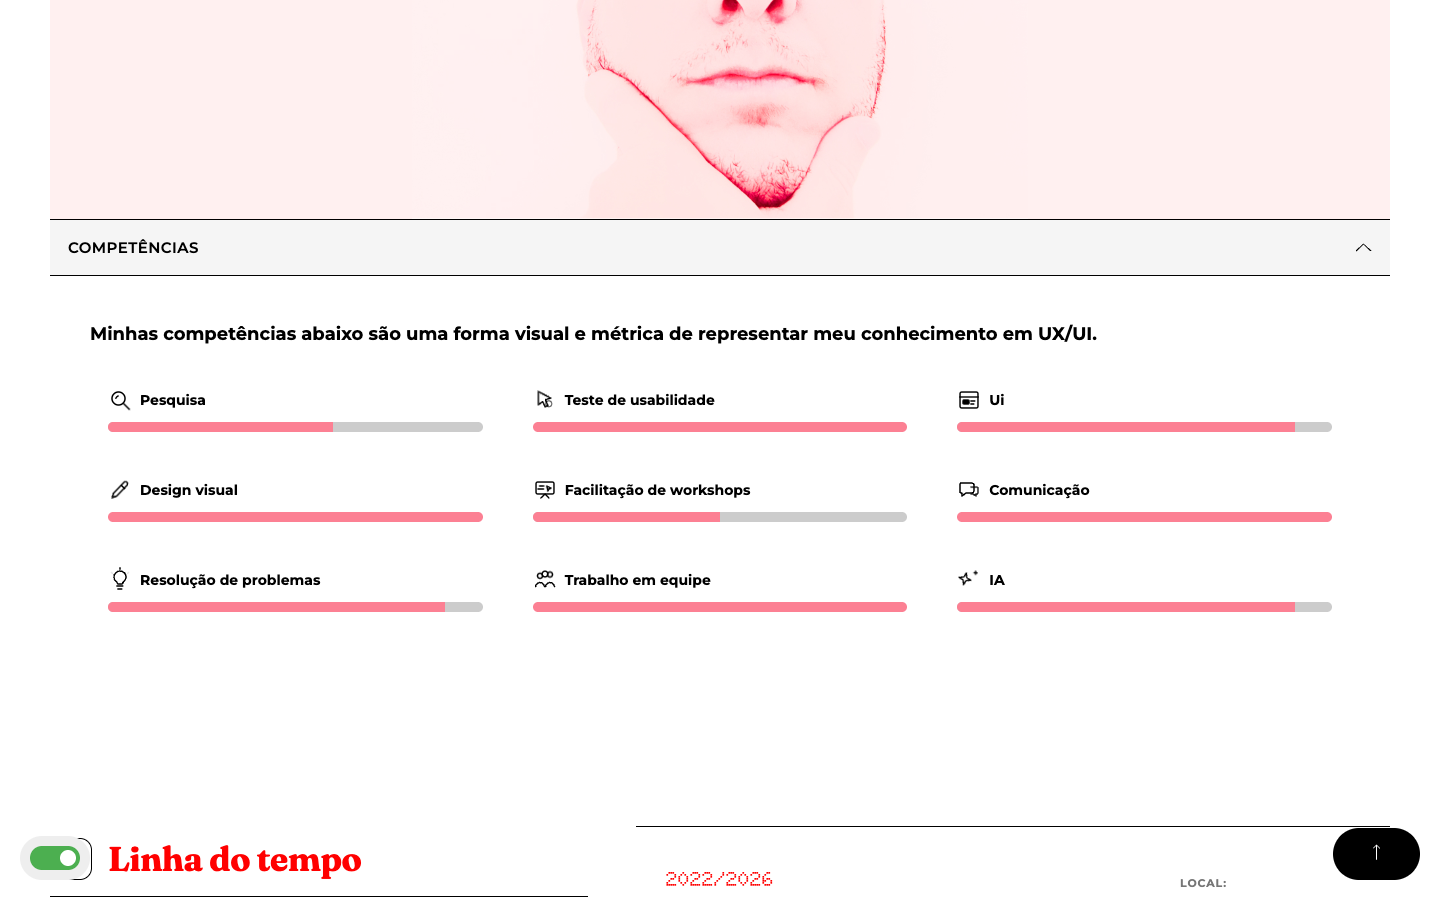 COMPETÊNCIAS
Minhas competências abaixo são uma forma visual e métrica de representar meu conhecimento em UX/UI.
Pesquisa
Teste de usabilidade
Ui
Design visual
Facilitação de workshops
Comunicação
Resolução de problemas
Trabalho em equipe
IA
Linha do tempo
2022/2026
LOCAL: